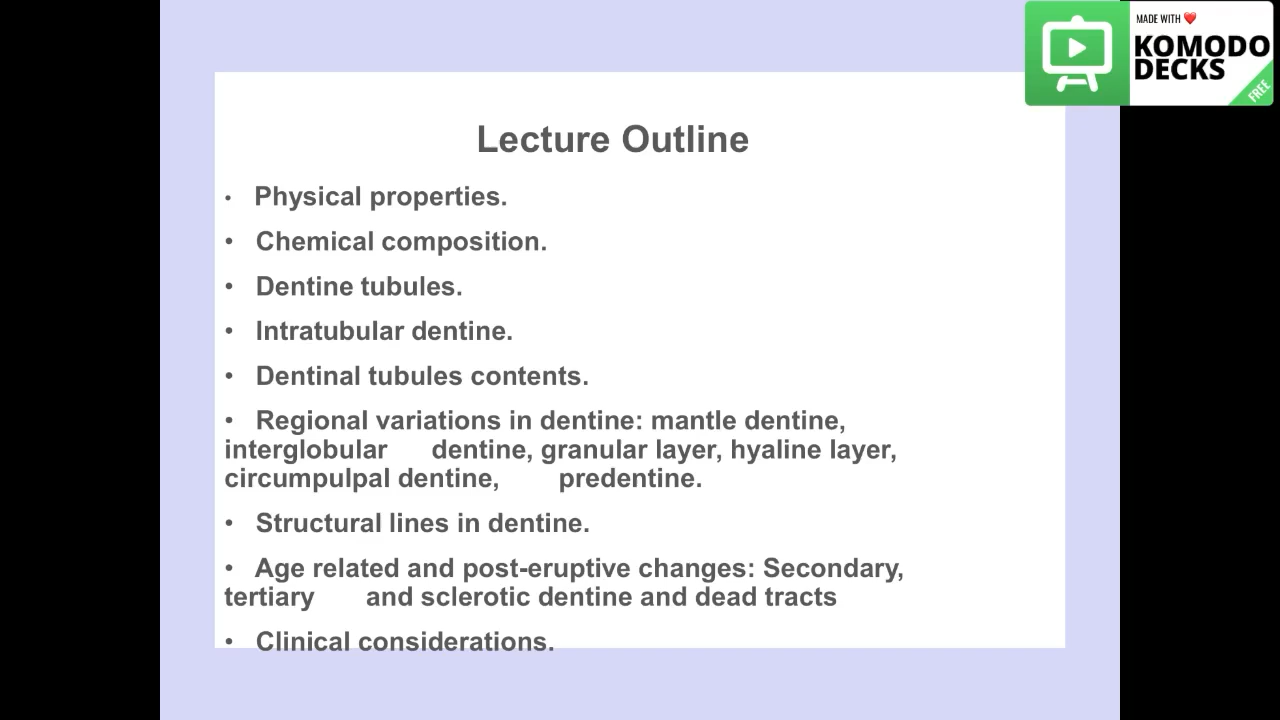 MADE WITH ❤️
KOMODO
DECKS
FREE
Lecture Outline
• Physical properties.
• Chemical composition.
• Dentine tubules.
• Intratubular dentine.
• Dentinal tubules contents.
• Regional variations in dentine: mantle dentine,
interglobular dentine, granular layer, hyaline layer,
circumpulpal dentine, predentine.
• Structural lines in dentine.
• Age related and post-eruptive changes: Secondary,
tertiary and sclerotic dentine and dead tracts
• Clinical considerations.